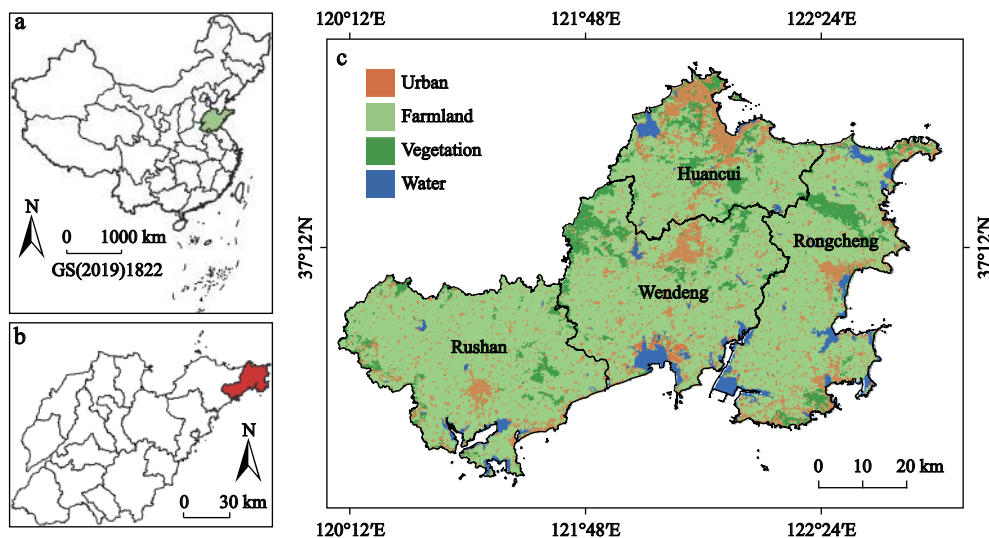 a
N
0 1000 km
GS(2019)1822
b
N
0 30 km
120°12′E 121°48′E 122°24′E
c
Urban
Farmland
Vegetation
Water
37°12′N
37°12′N
Huancui
Rongcheng
Wendeng
Rushan
0 10 20 km
120°12′E 121°48′E 122°24′E